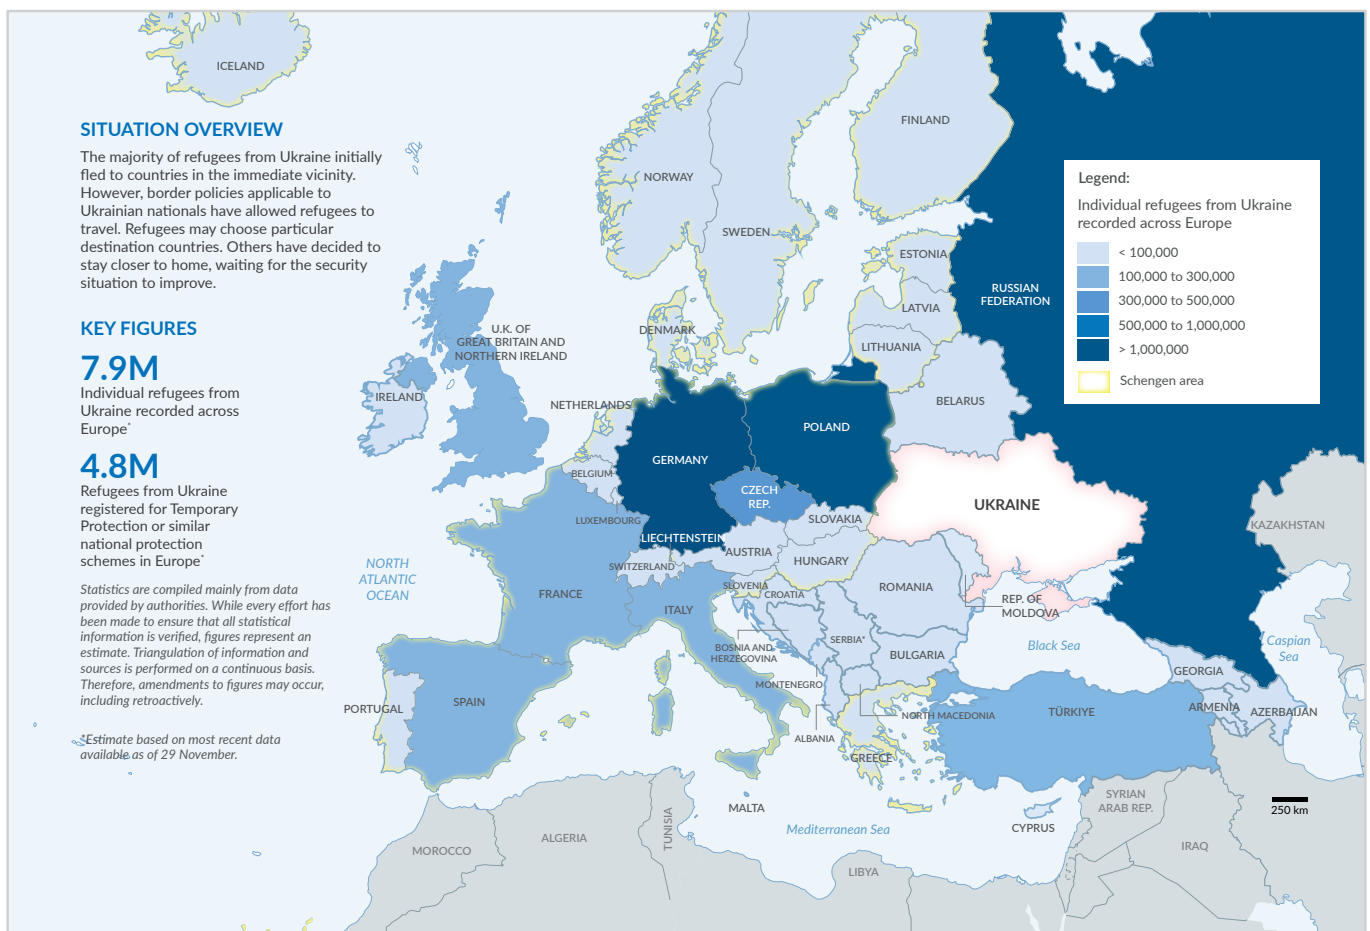 ICELAND
SITUATION OVERVIEW
The majority of refugees from Ukraine initially
fled to countries in the immediate vicinity.
However, border policies applicable to
Ukrainian nationals have allowed refugees to
travel. Refugees may choose particular
destination countries. Others have decided to
stay closer to home, waiting for the security
situation to improve.
KEY FIGURES
7.9M
Individual refugees from
Ukraine recorded across
Europe*
4.8M
Refugees from Ukraine
registered for Temporary
Protection or similar
national protection
schemes in Europe*
Statistics are compiled mainly from data
provided by authorities. While every effort has
been made to ensure that all statistical
information is verified, figures represent an
estimate. Triangulation of information and
sources is performed on a continuous basis.
Therefore, amendments to figures may occur,
including retroactively.
*Estimate based on most recent data
available as of 29 November.
Legend:
Individual refugees from Ukraine
recorded across Europe
< 100,000
100,000 to 300,000
300,000 to 500,000
500,000 to 1,000,000
> 1,000,000
Schengen area
FINLAND
NORWAY
SWEDEN
ESTONIA
RUSSIAN
FEDERATION
LATVIA
DENMARK
LITHUANIA
U.K. OF
GREAT BRITAIN AND
NORTHERN IRELAND
IRELAND
NETHERLANDS
BELARUS
POLAND
GERMANY
BELGIUM
CZECH
REP.
UKRAINE
LUXEMBOURG
SLOVAKIA
KAZAKHSTAN
LIECHTENSTEIN
AUSTRIA
HUNGARY
SWITZERLAND
NORTH
ATLANTIC
OCEAN
FRANCE
SLOVENIA
CROATIA
ROMANIA
REP. OF
MOLDOVA
ITALY
SERBIA*
BOSNIA AND
HERZEGOVINA
BULGARIA
Black Sea
Caspian
Sea
GEORGIA
MONTENEGRO
PORTUGAL
SPAIN
NORTH MACEDONIA
TÜRKIYE
ARMENIA
AZERBAIJAN
ALBANIA
GREECE
MALTA
SYRIAN
ARAB REP.
250 km
Mediterranean Sea
CYPRUS
TUNISIA
ALGERIA
MOROCCO
IRAQ
LIBYA